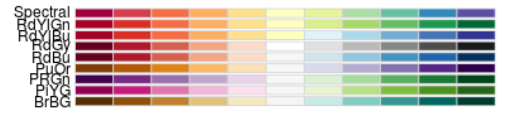 Spectral
RdYlGn
RdYlBu
RdGy
RdBu
PuOr
PRGn
PiYG
BrBG